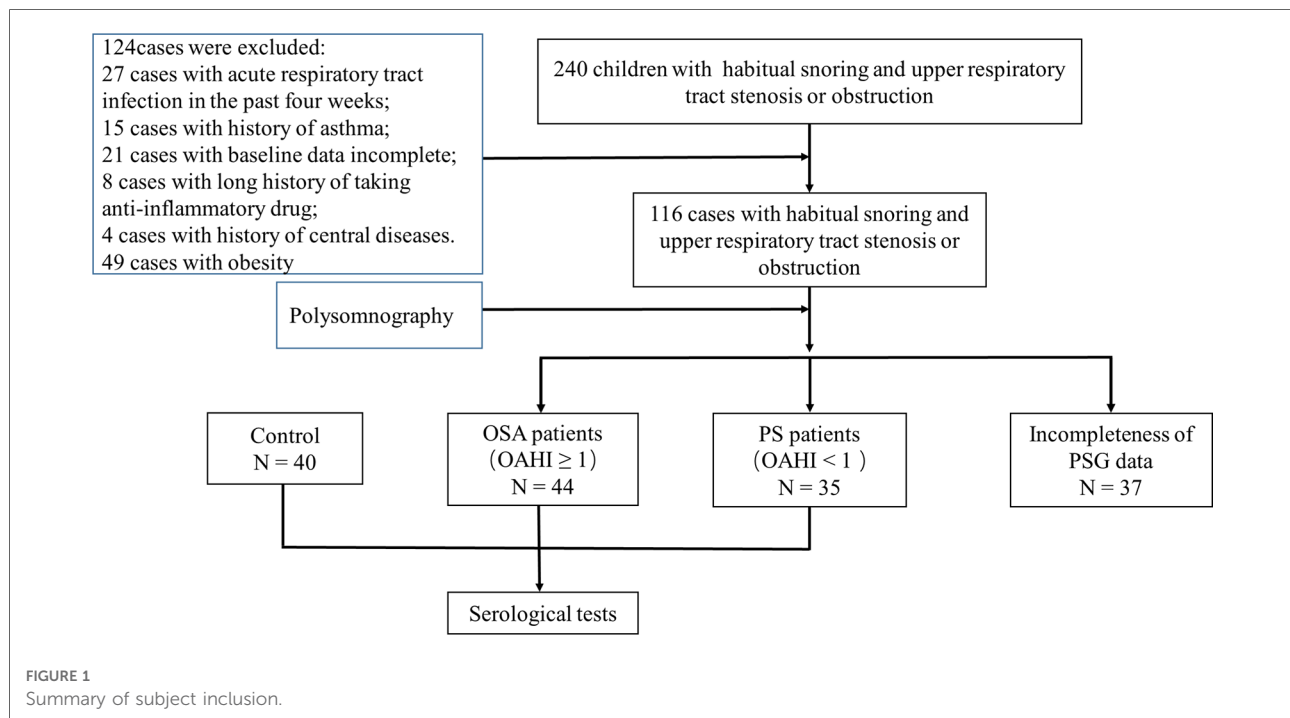 124cases were excluded:
27 cases with acute respiratory tract
infection in the past four weeks;
15 cases with history of asthma;
21 cases with baseline data incomplete;
8 cases with long history of taking
anti-inflammatory drug;
4 cases with history of central diseases.
49 cases with obesity
240 children with habitual snoring and upper respiratory
tract stenosis or obstruction
116 cases with habitual snoring and
upper respiratory tract stenosis or
obstruction
Polysomnography
Control
N = 40
OSA patients
(OAHI ≥ 1)
N = 44
PS patients
(OAHI < 1 )
N = 35
Incompleteness of
PSG data
N = 37
Serological tests
FIGURE 1
Summary of subject inclusion.